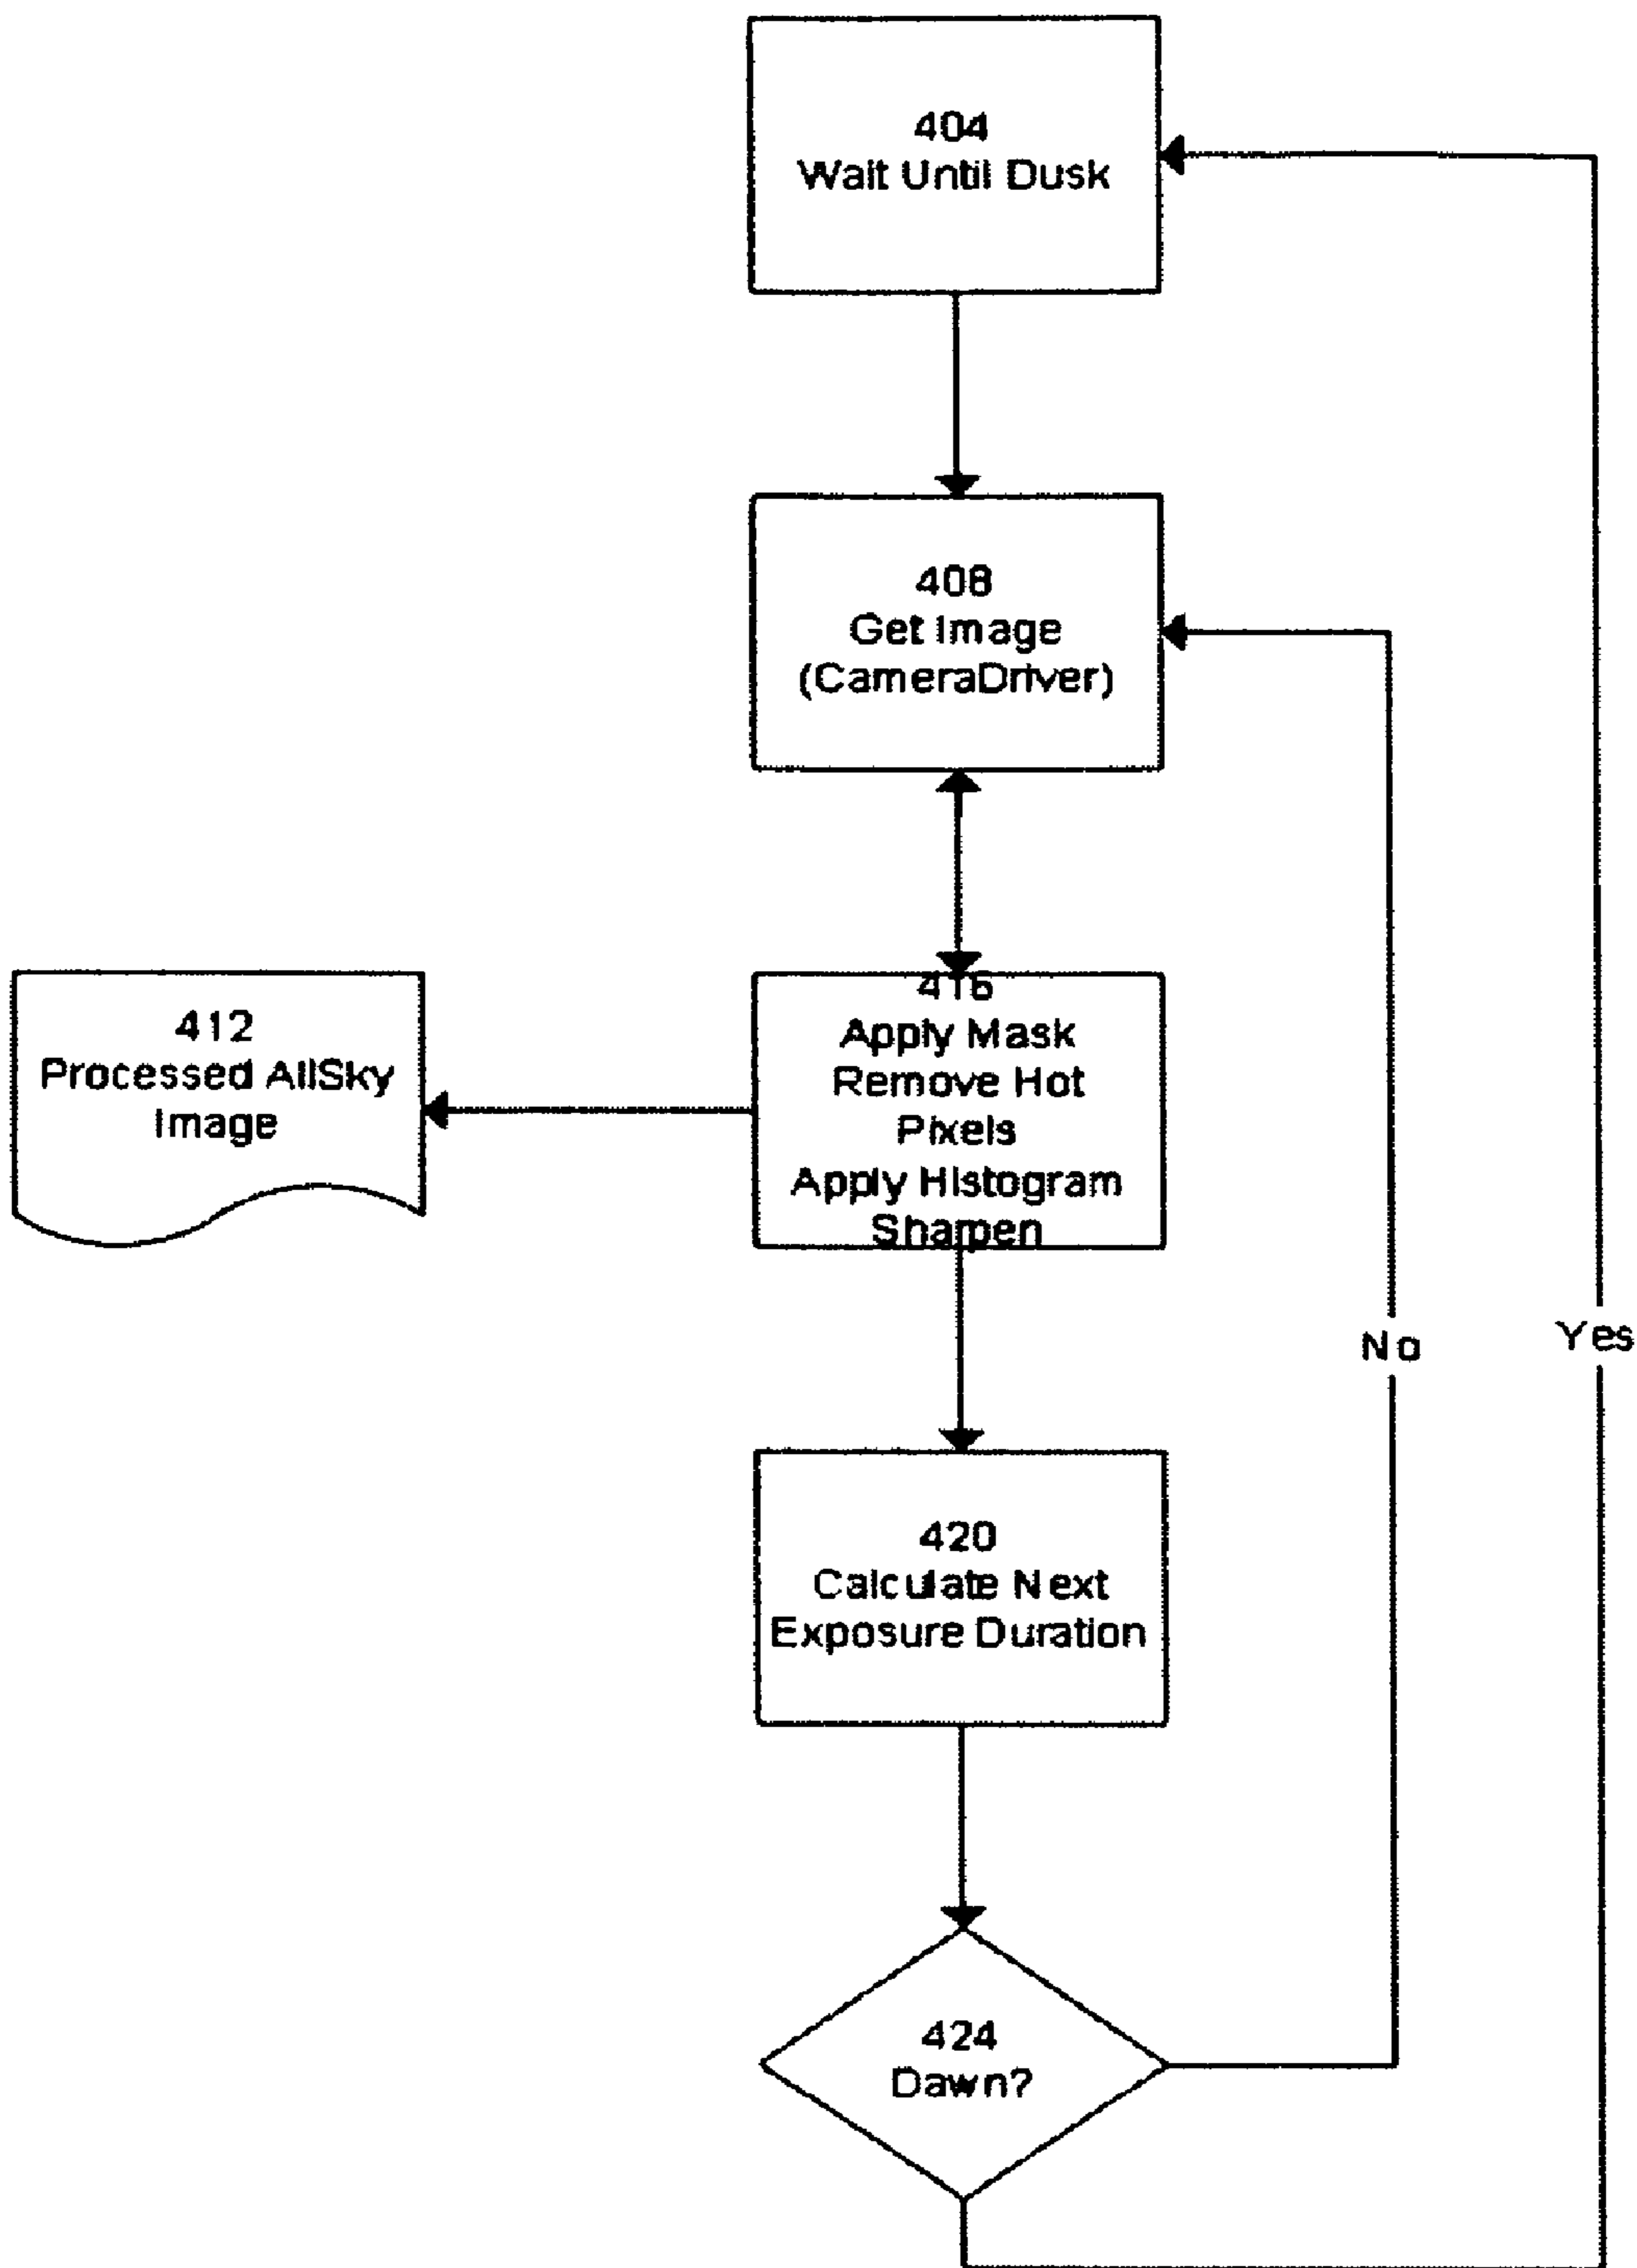 404
Wait Until Dusk
408
Get Image
(CameraDriver)
412
Processed AllSky
Image
416
Apply Mask
Remove Hot
Pixels
Apply Histogram
Sharpen
No
Yes
420
Calculate Next
Exposure Duration
424
Dawn?